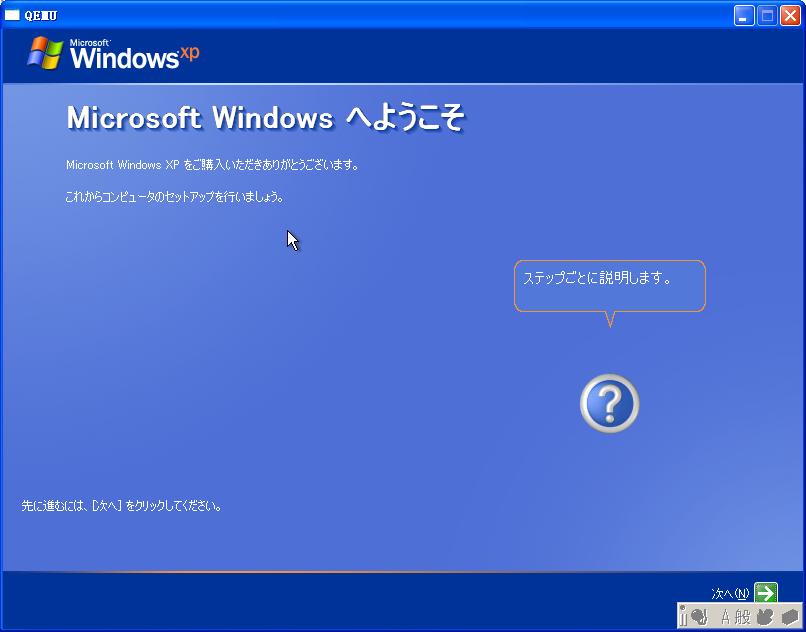 QEMU
Microsoft
Windows xp
Microsoft Windows へようこそ
Microsoft Windows XP をご購入いただきありがとうございます。
これからコンピュータのセットアップを行いましょう。
ステップごとに説明します。
?
先に進むには、[次へ] をクリックしてください。
次へ(N)
A 般